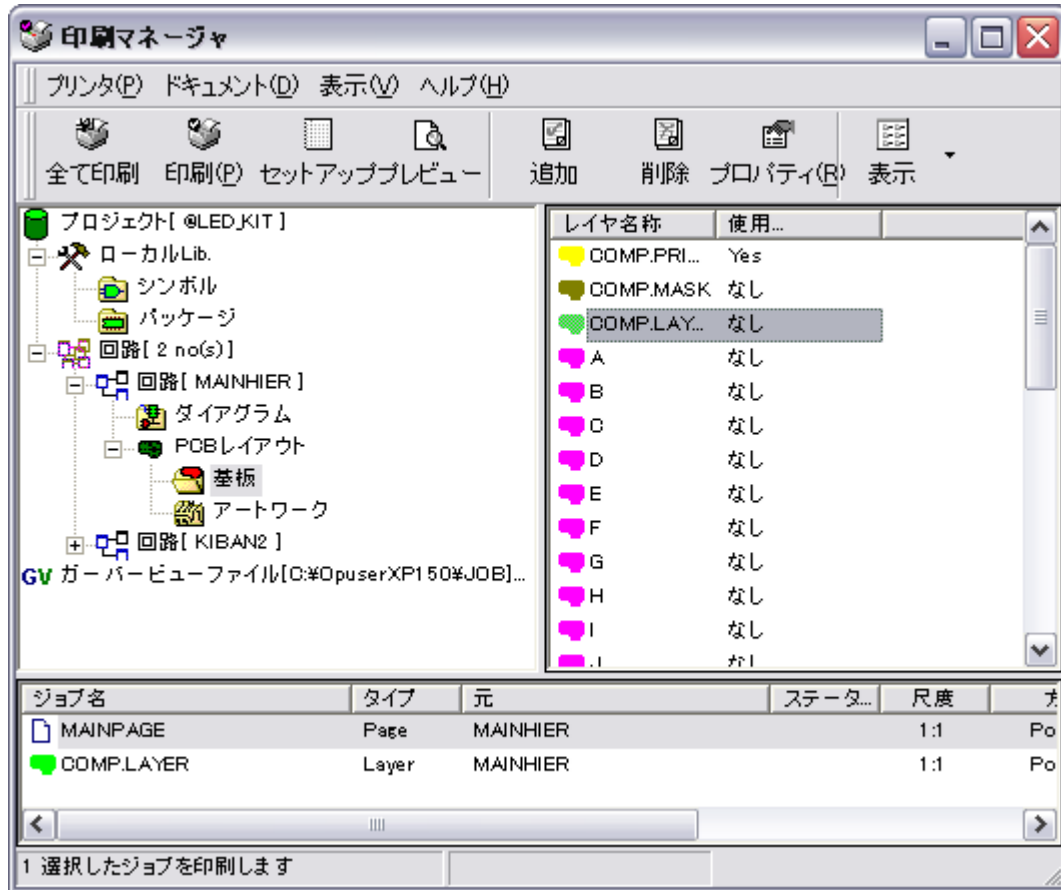 印刷マネージャ
プリンタ(P) ドキュメント(D) 表示(V) ヘルプ(H)
全て印刷 印刷(P) セットアップ プレビュー 追加 削除 プロパティ(R) 表示
プロジェクト[ @LED_KIT ]
ローカルLib.
シンボル
パッケージ
回路[ 2 no(s) ]
回路[ MAINHIER ]
ダイアグラム
PCBレイアウト
基板
アートワーク
回路[ KIBAN2 ]
GV ガーバービューファイル[C:¥OpuserXP150¥JOB]...
レイヤ名称 使用...
COMP.PRI... Yes
COMP.MASK なし
COMP.LAY... なし
A なし
B なし
C なし
D なし
E なし
F なし
G なし
H なし
I なし
J なし
ジョブ名 タイプ 元 ステータ... 尺度
MAINPAGE Page MAINHIER 1:1 Po
COMP.LAYER Layer MAINHIER 1:1 Po
1 選択したジョブを印刷します